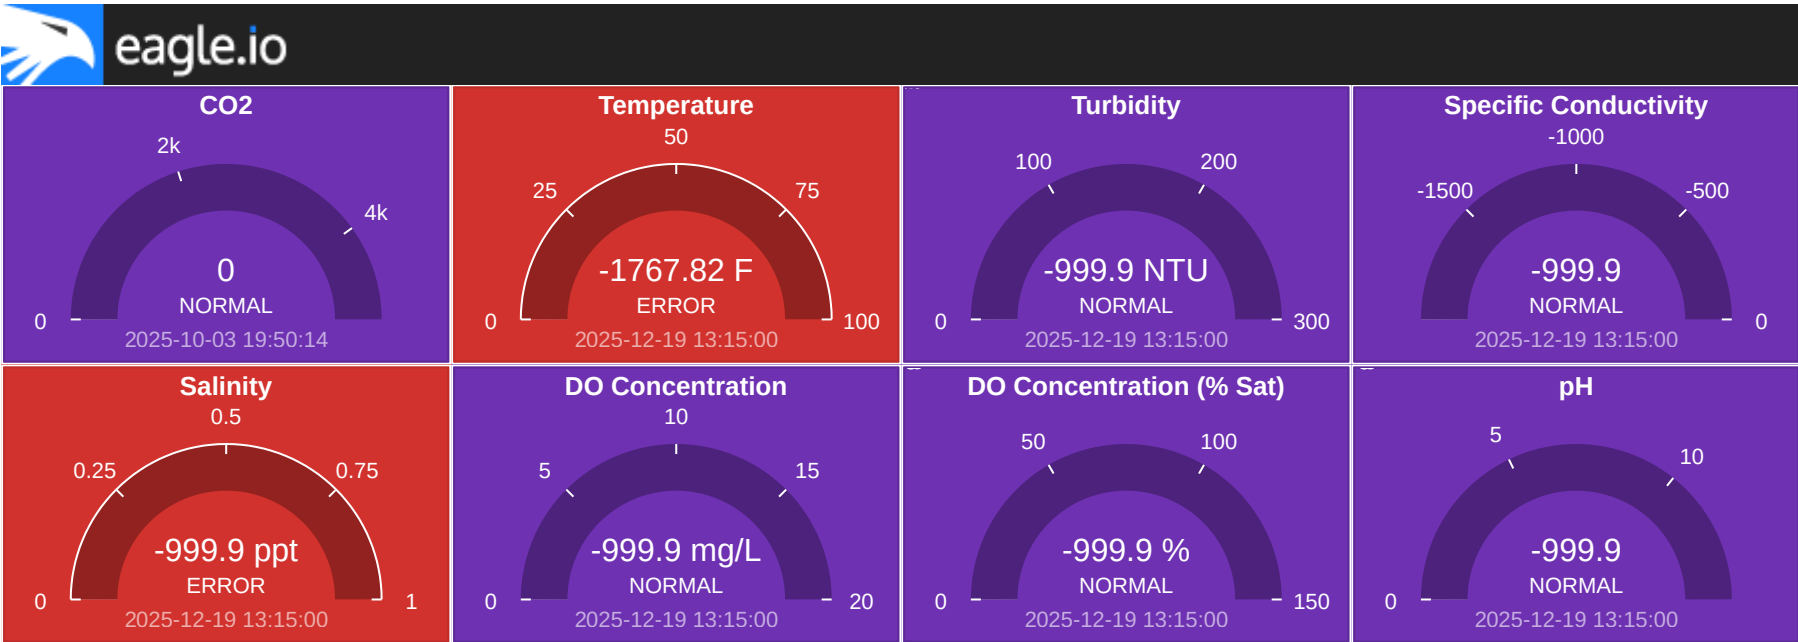 eagle.io
CO2
2k
4k
0
0
NORMAL
2025-10-03 19:50:14
Temperature
50
25
75
-1767.82 F
ERROR
0
100
2025-12-19 13:15:00
Turbidity
100
200
-999.9 NTU
NORMAL
0
300
2025-12-19 13:15:00
Specific Conductivity
-1000
-1500
-500
-999.9
NORMAL
0
2025-12-19 13:15:00
Salinity
0.5
0.25
0.75
-999.9 ppt
ERROR
0
1
2025-12-19 13:15:00
DO Concentration
10
5
15
-999.9 mg/L
NORMAL
0
20
2025-12-19 13:15:00
DO Concentration (% Sat)
50
100
-999.9 %
NORMAL
0
150
2025-12-19 13:15:00
pH
5
10
-999.9
NORMAL
0
2025-12-19 13:15:00